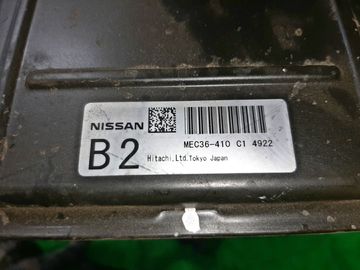 NISSAN
MEC36-410 C1 4922
B2
Hitachi,Ltd.Tokyo Japan